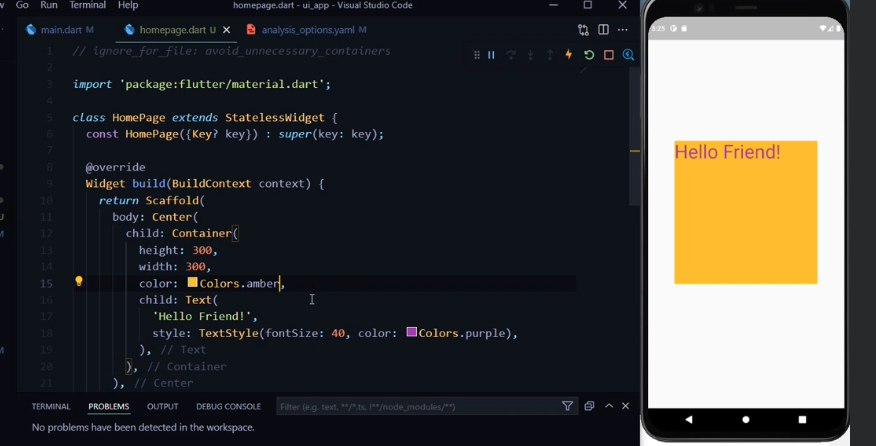 Go Run Terminal Help
homepage.dart - ui_app - Visual Studio Code
main.dart M
homepage.dart U
analysis_options.yaml M
1 // ignore_for_file: avoid_unnecessary_containers
2
3 import 'package:flutter/material.dart';
4
5 class HomePage extends StatelessWidget {
6 const HomePage({Key? key}) : super(key: key);
7
8 @override
9 Widget build(BuildContext context) {
10 return Scaffold(
11 body: Center(
12 child: Container(
13 height: 300,
14 width: 300,
15 color: Colors.amber,
16 child: Text(
17 'Hello Friend!',
18 style: TextStyle(fontSize: 40, color: Colors.purple),
19 ), // Text
20 ), // Container
21 ), // Center
U
M
M
TERMINAL PROBLEMS OUTPUT DEBUG CONSOLE
Filter (e.g. text, **/*.ts, !**/node_modules/**)
No problems have been detected in the workspace.
Hello Friend!